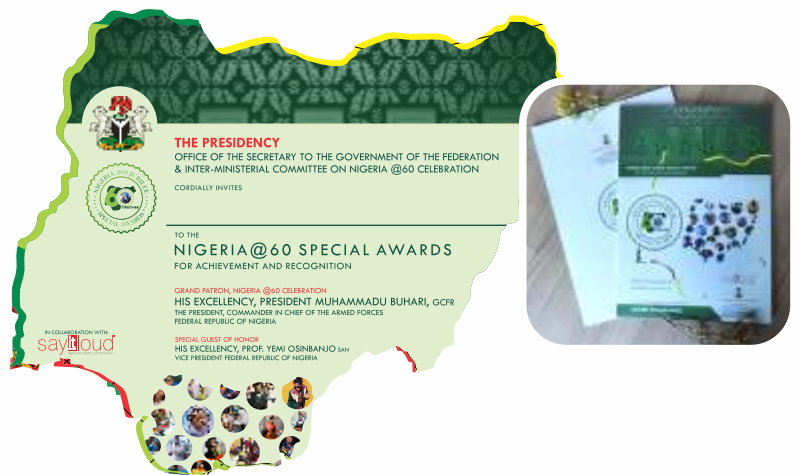 THE PRESIDENCY
OFFICE OF THE SECRETARY TO THE GOVERNMENT OF THE FEDERATION
& INTER-MINISTERIAL COMMITTEE ON NIGERIA @60 CELEBRATION
CORDIALLY INVITES
NIGERIA @60 JUBILEE
TOGETHER
SPECIAL AWARDS
TO THE
NIGERIA@60 SPECIAL AWARDS
FOR ACHIEVEMENT AND RECOGNITION
GRAND PATRON, NIGERIA @60 CELEBRATION
HIS EXCELLENCY, PRESIDENT MUHAMMADU BUHARI, GCFR
THE PRESIDENT, COMMANDER IN CHIEF OF THE ARMED FORCES
FEDERAL REPUBLIC OF NIGERIA
IN COLLABORATION WITH:
sayitloud
SPECIAL GUEST OF HONOR
HIS EXCELLENCY, PROF. YEMI OSINBANJO SAN
VICE PRESIDENT FEDERAL REPUBLIC OF NIGERIA